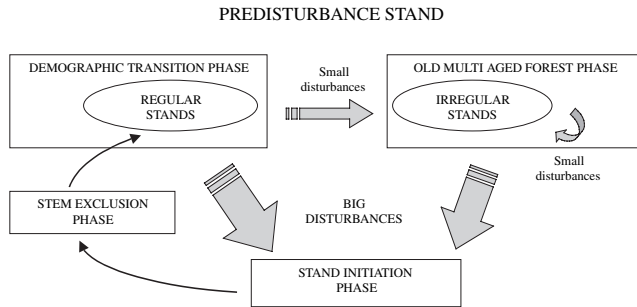 PREDISTURBANCE STAND
DEMOGRAPHIC TRANSITION PHASE
REGULAR
STANDS
Small
disturbances
OLD MULTI AGED FOREST PHASE
IRREGULAR
STANDS
Small
disturbances
STEM EXCLUSION
PHASE
BIG
DISTURBANCES
STAND INITIATION
PHASE